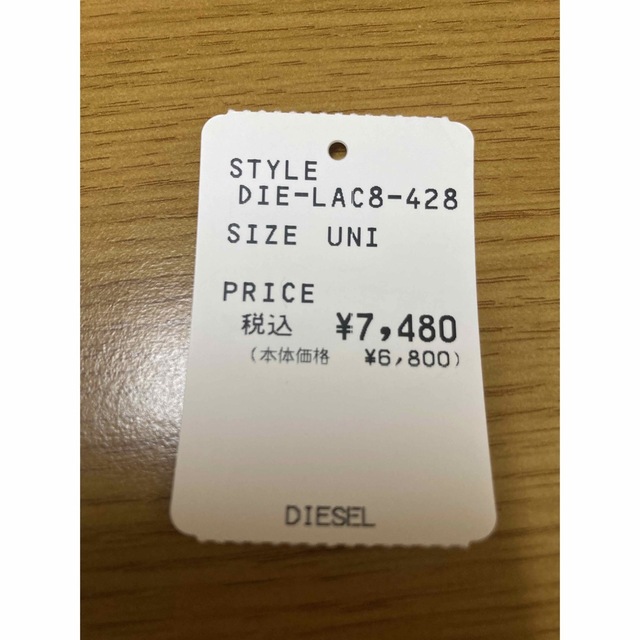 STYLE
DIE-LAC8-428
SIZE UNI
PRICE
税込 ¥7,480
(本体価格 ¥6,800)
DIESEL